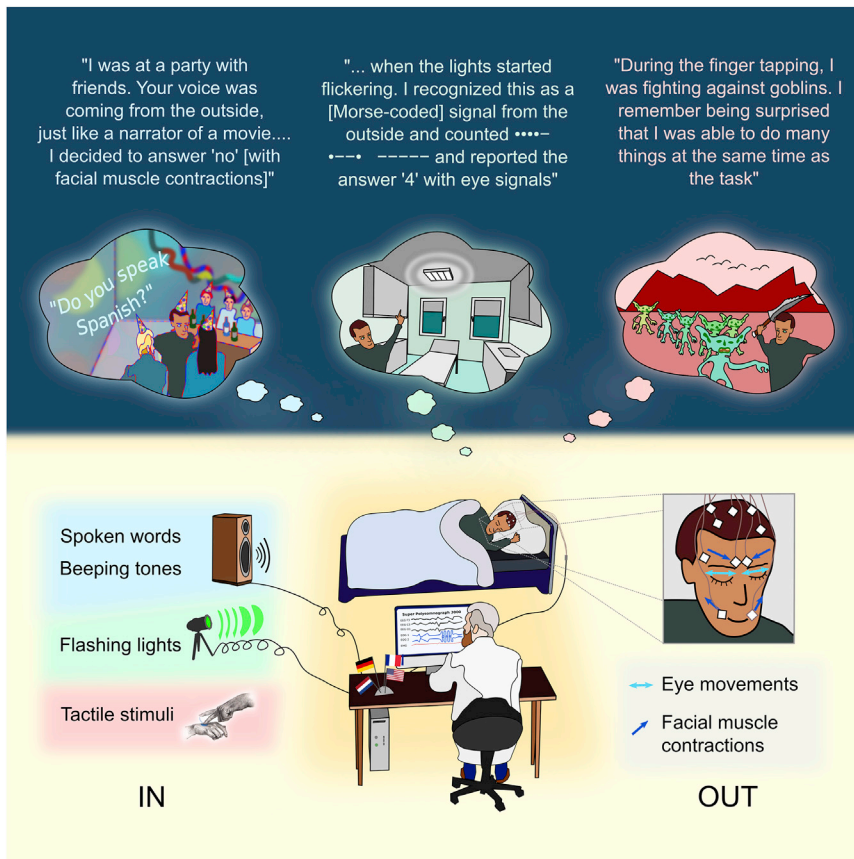 "I was at a party with
friends. Your voice was
coming from the outside,
just like a narrator of a movie....
I decided to answer 'no' [with
facial muscle contractions]"
"... when the lights started
flickering. I recognized this as a
[Morse-coded] signal from the
outside and counted ••••–
•––• ––––– and reported the
answer '4' with eye signals"
"During the finger tapping, I
was fighting against goblins. I
remember being surprised
that I was able to do many
things at the same time as
the task"
"Do you speak
Spanish?"
Spoken words
Beeping tones
Flashing lights
Tactile stimuli
IN
Super Polysomnograph 2000
Eye movements
Facial muscle
contractions
OUT